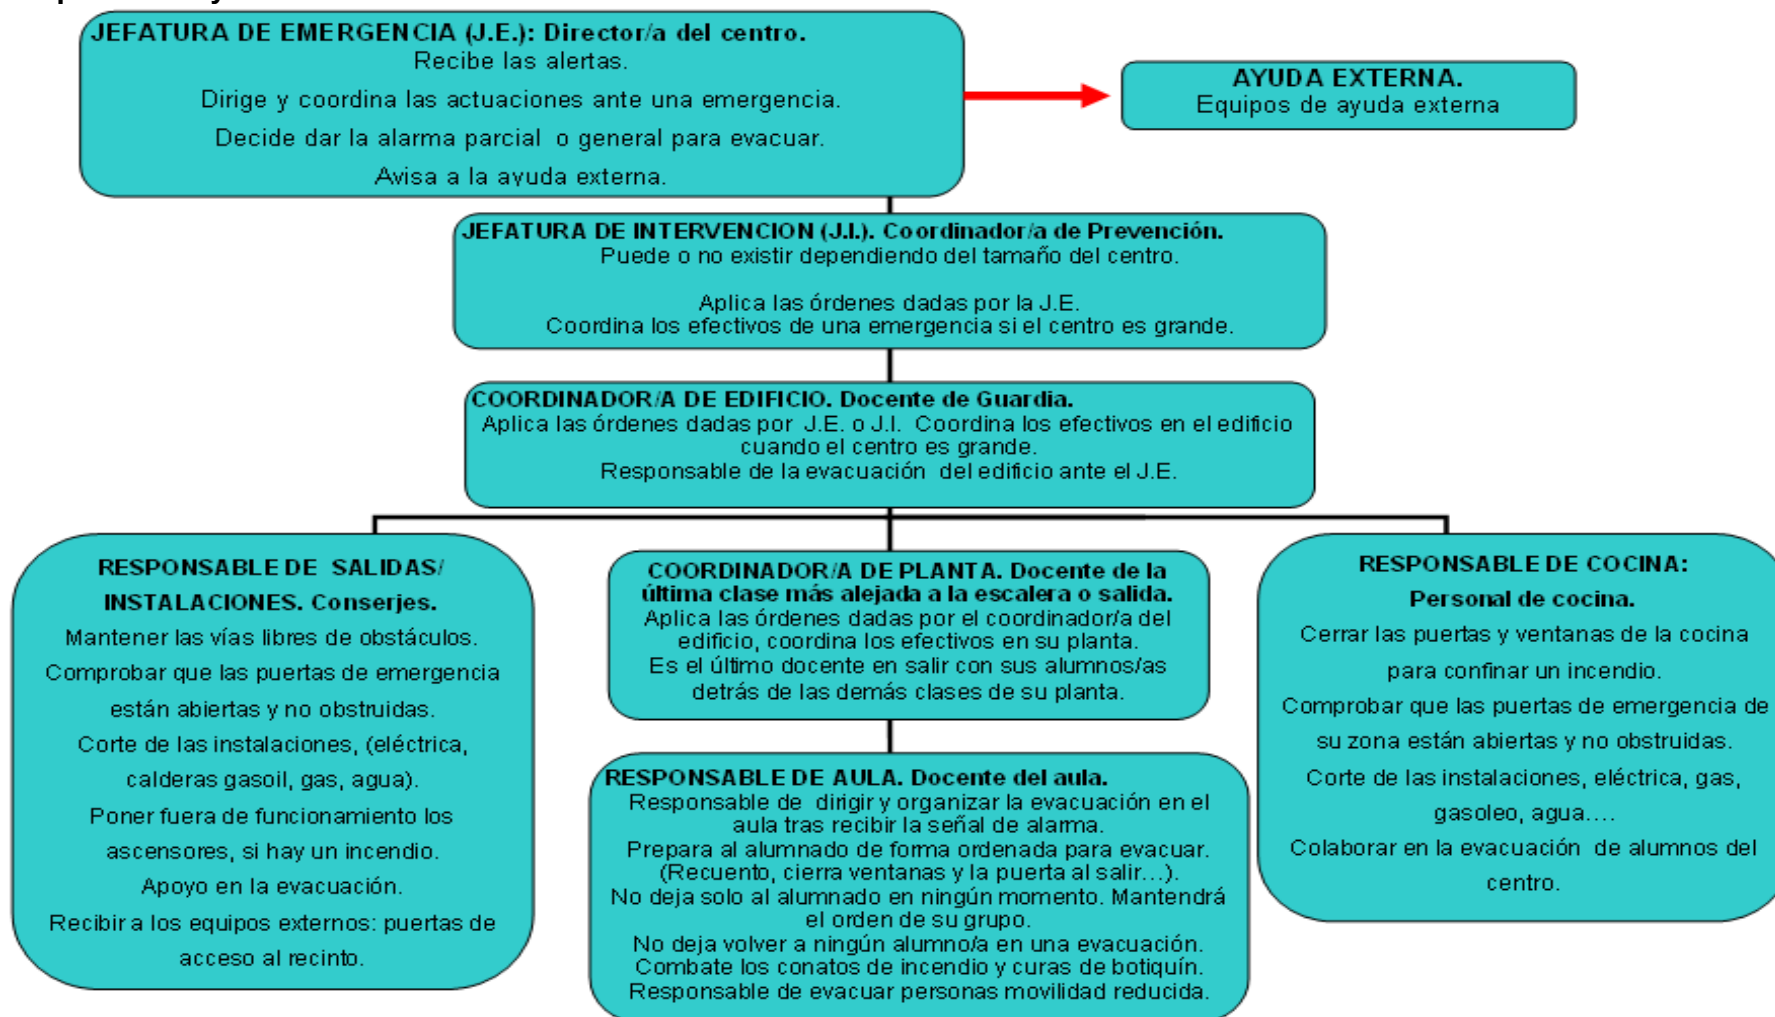 JEFATURA DE EMERGENCIA (J.E.): Director/a del centro.
Recibe las alertas.
Dirige y coordina las actuaciones ante una emergencia.
Decide dar la alarma parcial o general para evacuar.
Avisa a la ayuda externa.
AYUDA EXTERNA.
Equipos de ayuda externa
JEFATURA DE INTERVENCION (J.I.). Coordinador/a de Prevención.
Puede o no existir dependiendo del tamaño del centro.
Aplica las órdenes dadas por la J.E.
Coordina los efectivos de una emergencia si el centro es grande.
COORDINADOR/A DE EDIFICIO. Docente de Guardia.
Aplica las órdenes dadas por J.E. o J.I. Coordina los efectivos en el edificio
cuando el centro es grande.
Responsable de la evacuación del edificio ante el J.E.
RESPONSABLE DE SALIDAS/
INSTALACIONES. Conserjes.
Mantener las vías libres de obstáculos.
Comprobar que las puertas de emergencia
están abiertas y no obstruidas.
Corte de las instalaciones, (eléctrica,
calderas gasoil, gas, agua).
Poner fuera de funcionamiento los
ascensores, si hay un incendio.
Apoyo en la evacuación.
Recibir a los equipos externos: puertas de
acceso al recinto.
COORDINADOR/A DE PLANTA. Docente de la
última clase más alejada a la escalera o salida.
Aplica las órdenes dadas por el coordinador/a del
edificio, coordina los efectivos en su planta.
Es el último docente en salir con sus alumnos/as
detrás de las demás clases de su planta.
RESPONSABLE DE AULA. Docente del aula.
Responsable de dirigir y organizar la evacuación en el
aula tras recibir la señal de alarma.
Prepara al alumnado de forma ordenada para evacuar.
(Recuento, cierra ventanas y la puerta al salir...).
No deja solo al alumnado en ningún momento. Mantendrá
el orden de su grupo.
No deja volver a ningún alumno/a en una evacuación.
Combate los conatos de incendio y curas de botiquín.
Responsable de evacuar personas movilidad reducida.
RESPONSABLE DE COCINA:
Personal de cocina.
Cerrar las puertas y ventanas de la cocina
para confinar un incendio.
Comprobar que las puertas de emergencia de
su zona están abiertas y no obstruidas.
Corte de las instalaciones, eléctrica, gas,
gasoleo, agua....
Colaborar en la evacuación de alumnos del
centro.